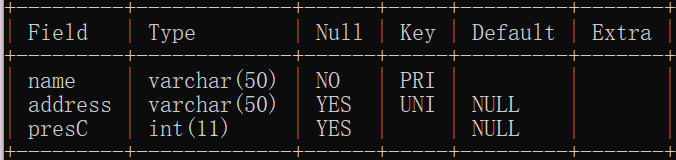 Field Type Null Key Default Extra
name varchar(50) NO PRI
address varchar(50) YES UNI NULL
presC int(11) YES NULL